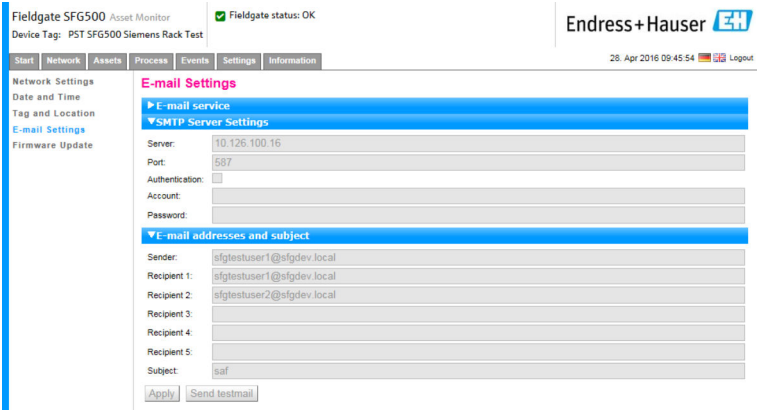 Fieldgate SFG500 Asset Monitor
Fieldgate status: OK
Device Tag: PST SFG500 Siemens Rack Test
Endress+Hauser EH
Start Network Assets Process Events Settings Information
28. Apr 2016 09:45:54 Logout
Network Settings
Date and Time
Tag and Location
E-mail Settings
Firmware Update
E-mail Settings
E-mail service
SMTP Server Settings
Server: 10.126.100.16
Port: 587
Authentication:
Account:
Password:
E-mail addresses and subject
Sender: sfgtestuser1@sfgdev.local
Recipient 1: sfgtestuser1@sfgdev.local
Recipient 2: sfgtestuser2@sfgdev.local
Recipient 3:
Recipient 4:
Recipient 5:
Subject: saf
Apply Send testmail